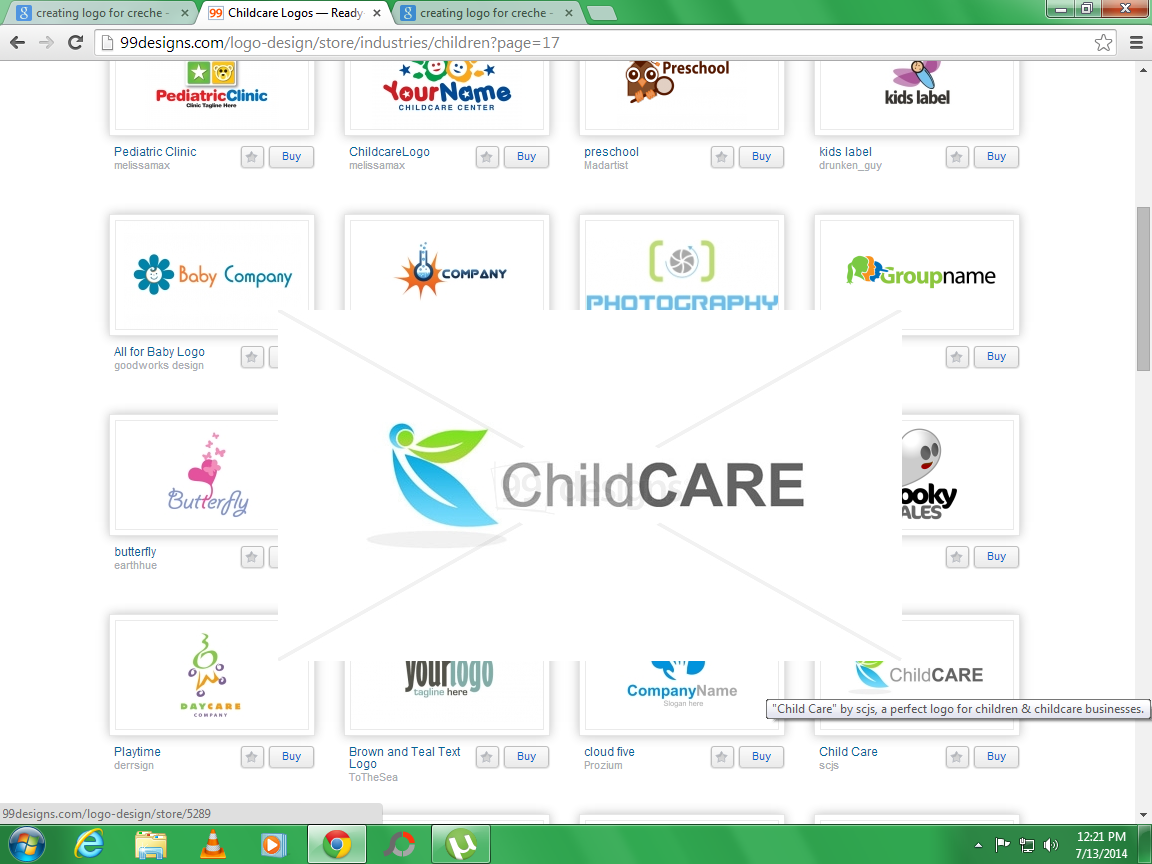 creating logo for creche -
99 Childcare Logos — Ready
creating logo for creche -
99designs.com/logo-design/store/industries/children?page=17
PediatricClinic
Clinic Tagline Here
YourName
CHILDCARE CENTER
Preschool
kids label
Pediatric Clinic
melissamax
Buy
ChildcareLogo
melissamax
Buy
preschool
Madartist
Buy
kids label
drunken_guy
Buy
Baby Company
COMPANY
PHOTOGRAPHY
Groupname
All for Baby Logo
goodworks design
Buy
ChildCARE
99designs
Butterfly
butterfly
earthhue
Buy
DAYCARE
COMPANY
yourlogo
tagline here
CompanyName
Slogan here
ChildCARE
"Child Care" by scjs, a perfect logo for children & childcare businesses.
Playtime
derrsign
Buy
Brown and Teal Text
Logo
ToTheSea
Buy
cloud five
Prozium
Buy
Child Care
scjs
Buy
99designs.com/logo-design/store/5289
12:21 PM
7/13/2014